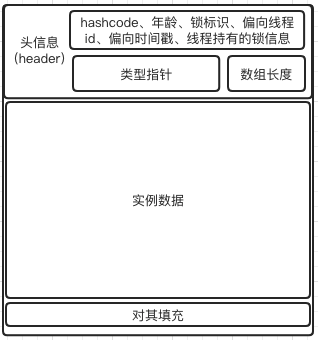 头信息
(header)
hashcode、年龄、锁标识、偏向线程
id、偏向时间戳、线程持有的锁信息
类型指针
数组长度
实例数据
对其填充